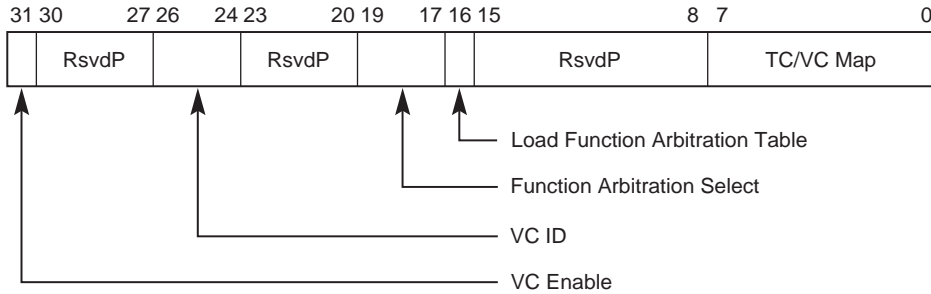 31 30 27 26 24 23 20 19 17 16 15 8 7 0
RsvdP RsvdP RsvdP TC/VC Map
Load Function Arbitration Table
Function Arbitration Select
VC ID
VC Enable